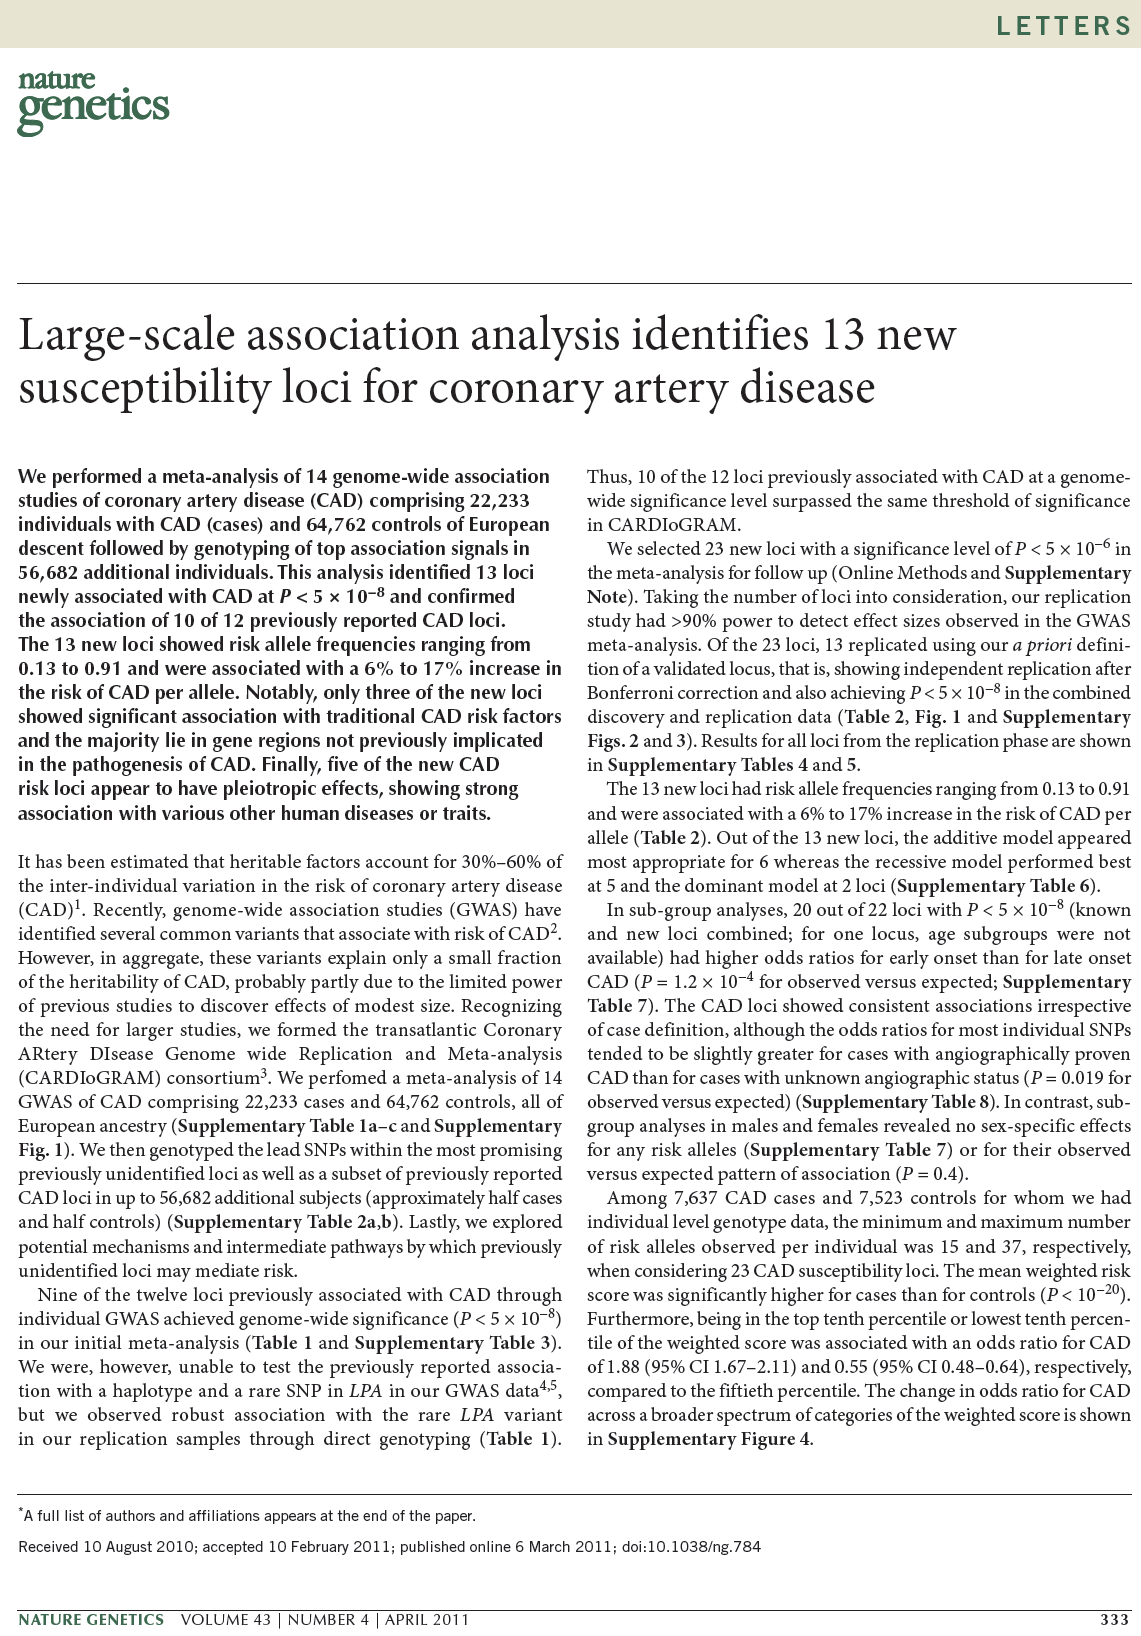 LETTERS
nature
genetics
Large-scale association analysis identifies 13 new
susceptibility loci for coronary artery disease
We performed a meta-analysis of 14 genome-wide association
studies of coronary artery disease (CAD) comprising 22,233
individuals with CAD (cases) and 64,762 controls of European
descent followed by genotyping of top association signals in
56,682 additional individuals. This analysis identified 13 loci
newly associated with CAD at P < 5 × 10−8 and confirmed
the association of 10 of 12 previously reported CAD loci.
The 13 new loci showed risk allele frequencies ranging from
0.13 to 0.91 and were associated with a 6% to 17% increase in
the risk of CAD per allele. Notably, only three of the new loci
showed significant association with traditional CAD risk factors
and the majority lie in gene regions not previously implicated
in the pathogenesis of CAD. Finally, five of the new CAD
risk loci appear to have pleiotropic effects, showing strong
association with various other human diseases or traits.
It has been estimated that heritable factors account for 30%–60% of
the inter-individual variation in the risk of coronary artery disease
(CAD)1. Recently, genome-wide association studies (GWAS) have
identified several common variants that associate with risk of CAD2.
However, in aggregate, these variants explain only a small fraction
of the heritability of CAD, probably partly due to the limited power
of previous studies to discover effects of modest size. Recognizing
the need for larger studies, we formed the transatlantic Coronary
ARtery DIsease Genome wide Replication and Meta-analysis
(CARDIoGRAM) consortium3. We perfomed a meta-analysis of 14
GWAS of CAD comprising 22,233 cases and 64,762 controls, all of
European ancestry (Supplementary Table 1a–c and Supplementary
Fig. 1). We then genotyped the lead SNPs within the most promising
previously unidentified loci as well as a subset of previously reported
CAD loci in up to 56,682 additional subjects (approximately half cases
and half controls) (Supplementary Table 2a,b). Lastly, we explored
potential mechanisms and intermediate pathways by which previously
unidentified loci may mediate risk.
Nine of the twelve loci previously associated with CAD through
individual GWAS achieved genome-wide significance (P < 5 × 10−8)
in our initial meta-analysis (Table 1 and Supplementary Table 3).
We were, however, unable to test the previously reported associa-
tion with a haplotype and a rare SNP in LPA in our GWAS data4,5,
but we observed robust association with the rare LPA variant
in our replication samples through direct genotyping (Table 1).
Thus, 10 of the 12 loci previously associated with CAD at a genome-
wide significance level surpassed the same threshold of significance
in CARDIoGRAM.
We selected 23 new loci with a significance level of P < 5 × 10−6 in
the meta-analysis for follow up (Online Methods and Supplementary
Note). Taking the number of loci into consideration, our replication
study had >90% power to detect effect sizes observed in the GWAS
meta-analysis. Of the 23 loci, 13 replicated using our a priori defini-
tion of a validated locus, that is, showing independent replication after
Bonferroni correction and also achieving P < 5 × 10−8 in the combined
discovery and replication data (Table 2, Fig. 1 and Supplementary
Figs. 2 and 3). Results for all loci from the replication phase are shown
in Supplementary Tables 4 and 5.
The 13 new loci had risk allele frequencies ranging from 0.13 to 0.91
and were associated with a 6% to 17% increase in the risk of CAD per
allele (Table 2). Out of the 13 new loci, the additive model appeared
most appropriate for 6 whereas the recessive model performed best
at 5 and the dominant model at 2 loci (Supplementary Table 6).
In sub-group analyses, 20 out of 22 loci with P < 5 × 10−8 (known
and new loci combined; for one locus, age subgroups were not
available) had higher odds ratios for early onset than for late onset
CAD (P = 1.2 × 10−4 for observed versus expected; Supplementary
Table 7). The CAD loci showed consistent associations irrespective
of case definition, although the odds ratios for most individual SNPs
tended to be slightly greater for cases with angiographically proven
CAD than for cases with unknown angiographic status (P = 0.019 for
observed versus expected) (Supplementary Table 8). In contrast, sub-
group analyses in males and females revealed no sex-specific effects
for any risk alleles (Supplementary Table 7) or for their observed
versus expected pattern of association (P = 0.4).
Among 7,637 CAD cases and 7,523 controls for whom we had
individual level genotype data, the minimum and maximum number
of risk alleles observed per individual was 15 and 37, respectively,
when considering 23 CAD susceptibility loci. The mean weighted risk
score was significantly higher for cases than for controls (P < 10−20).
Furthermore, being in the top tenth percentile or lowest tenth percen-
tile of the weighted score was associated with an odds ratio for CAD
of 1.88 (95% CI 1.67–2.11) and 0.55 (95% CI 0.48–0.64), respectively,
compared to the fiftieth percentile. The change in odds ratio for CAD
across a broader spectrum of categories of the weighted score is shown
in Supplementary Figure 4.
*A full list of authors and affiliations appears at the end of the paper.
Received 10 August 2010; accepted 10 February 2011; published online 6 March 2011; doi:10.1038/ng.784
NATURE GENETICS VOLUME 43 | NUMBER 4 | APRIL 2011 333